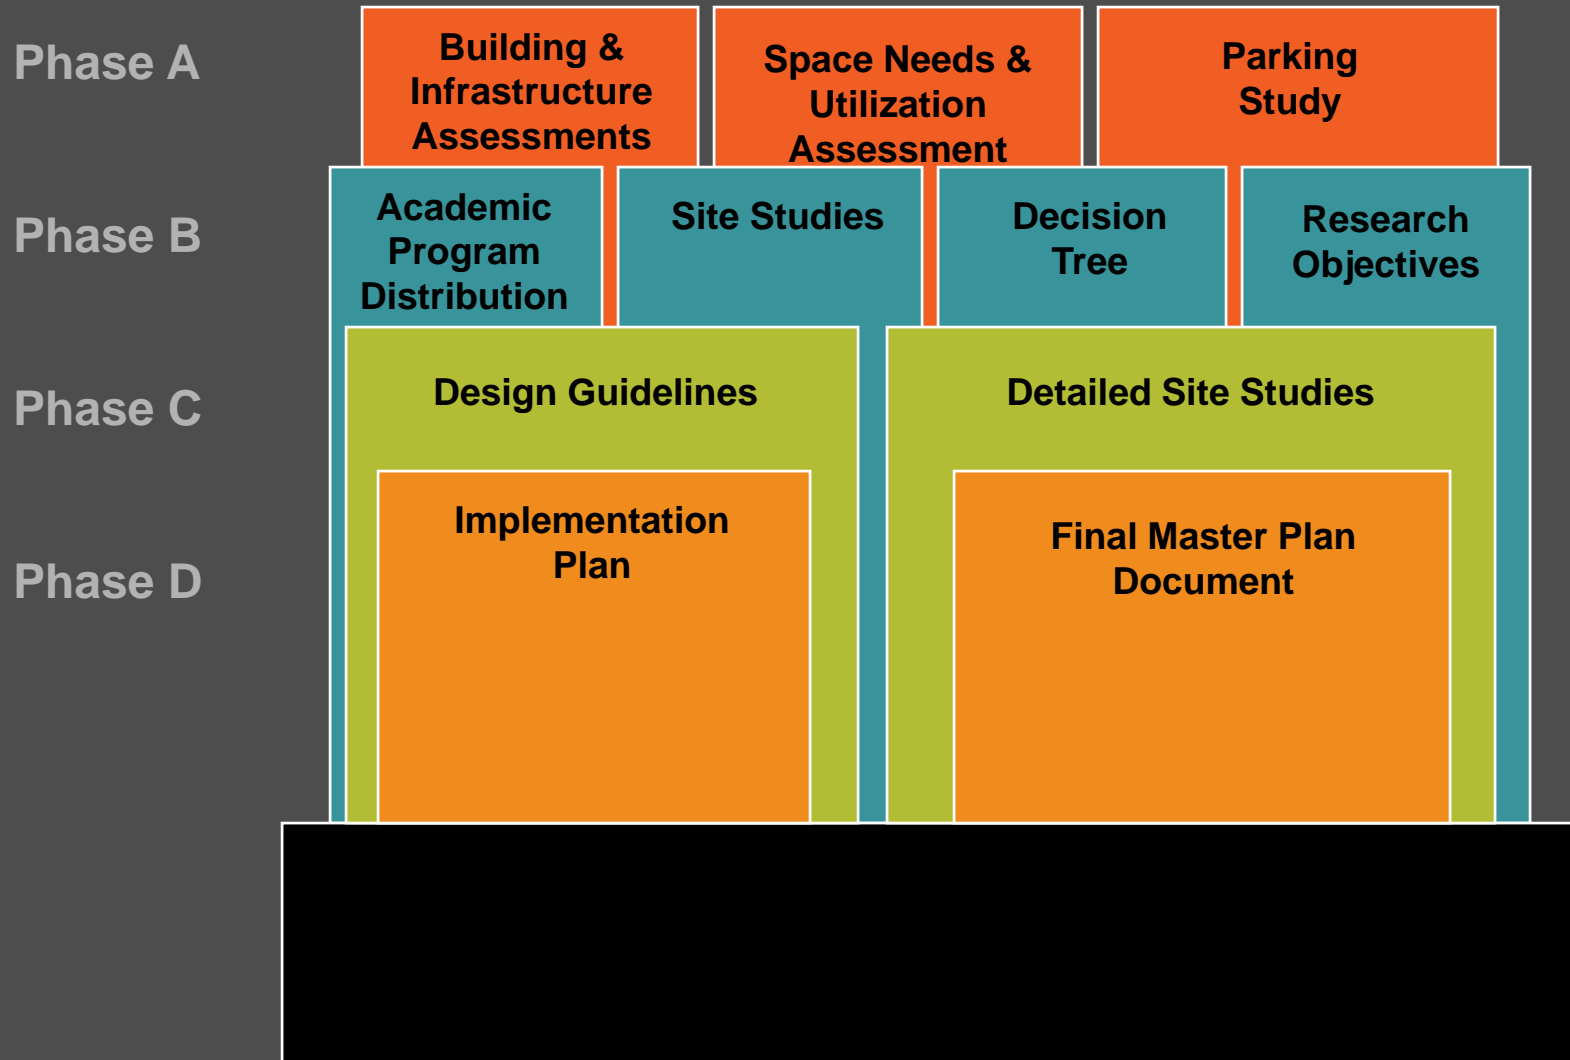 Phase A
Building &
Infrastructure
Assessments
Space Needs &
Utilization
Assessment
Parking
Study
Phase B
Academic
Program
Distribution
Site Studies
Decision
Tree
Research
Objectives
Phase C
Design Guidelines
Detailed Site Studies
Phase D
Implementation
Plan
Final Master Plan
Document